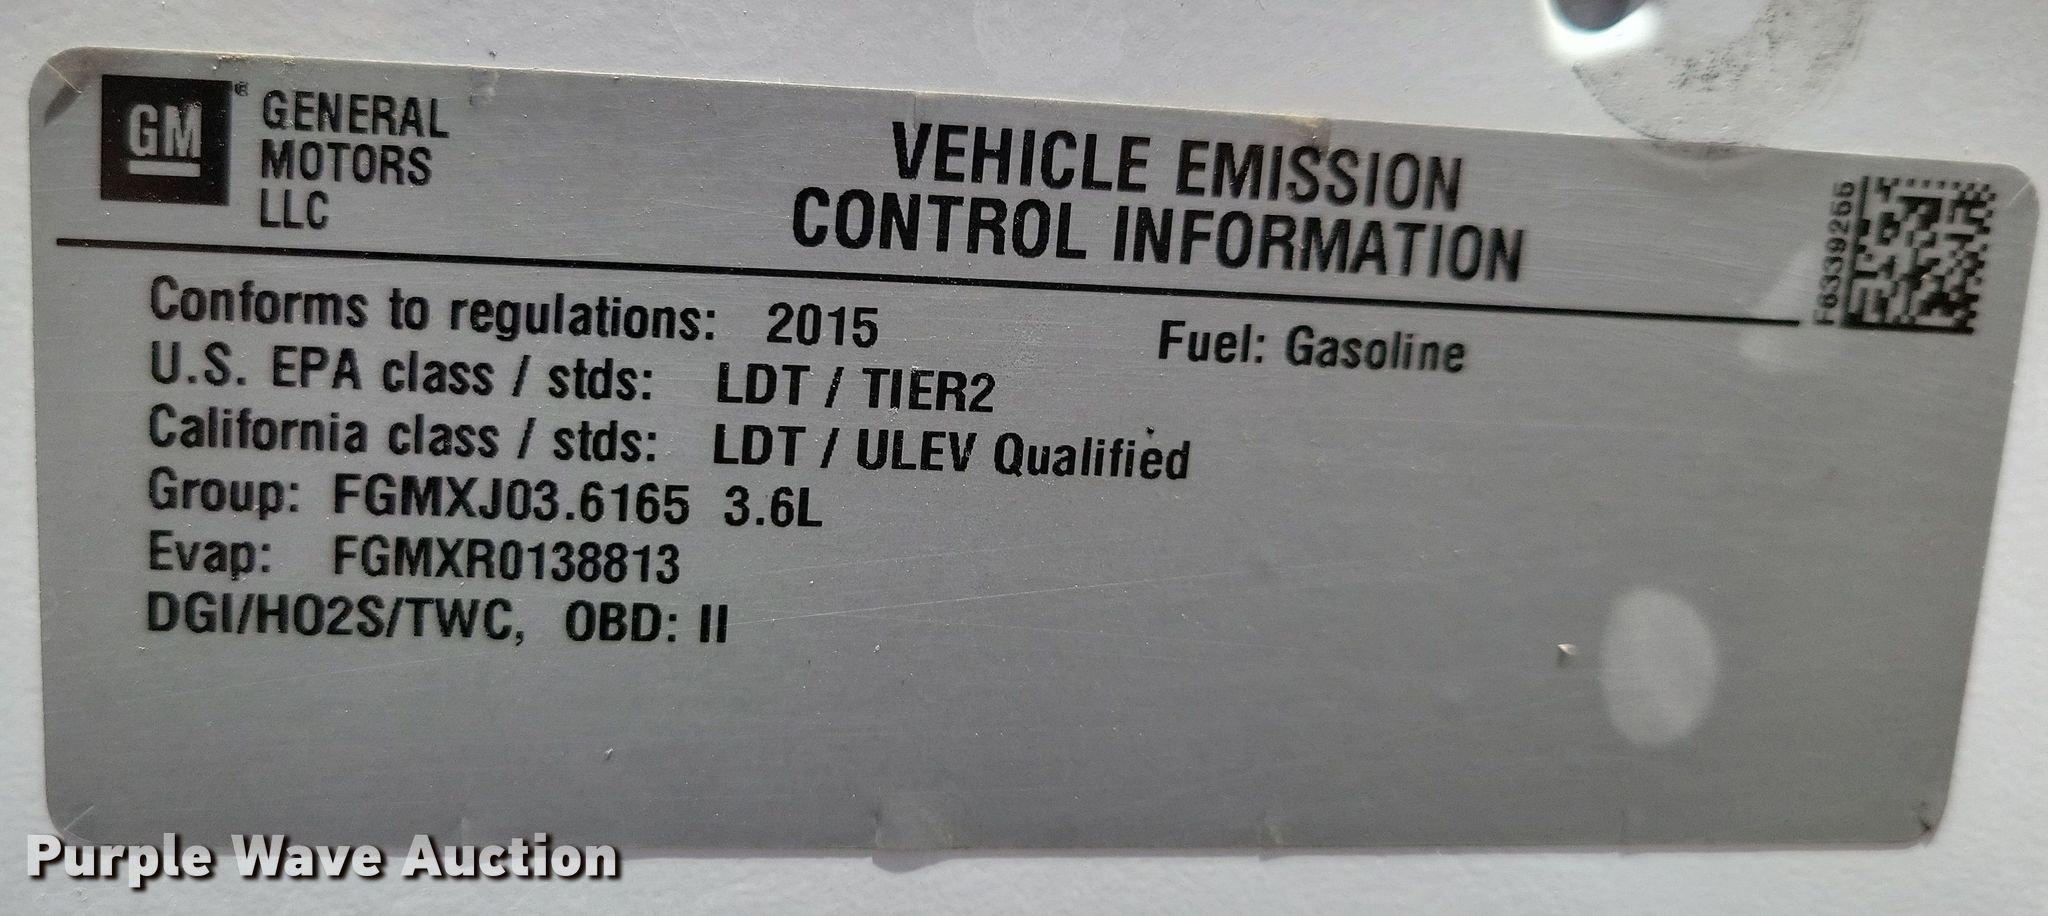 GM®
GENERAL
MOTORS
LLC
VEHICLE EMISSION
CONTROL INFORMATION
F6339266
Conforms to regulations: 2015
Fuel: Gasoline
U.S. EPA class / stds: LDT / TIER2
California class / stds: LDT / ULEV Qualified
Group: FGMXJ03.6165 3.6L
Evap: FGMXR0138813
DGI/HO2S/TWC, OBD: II
Purple Wave Auction